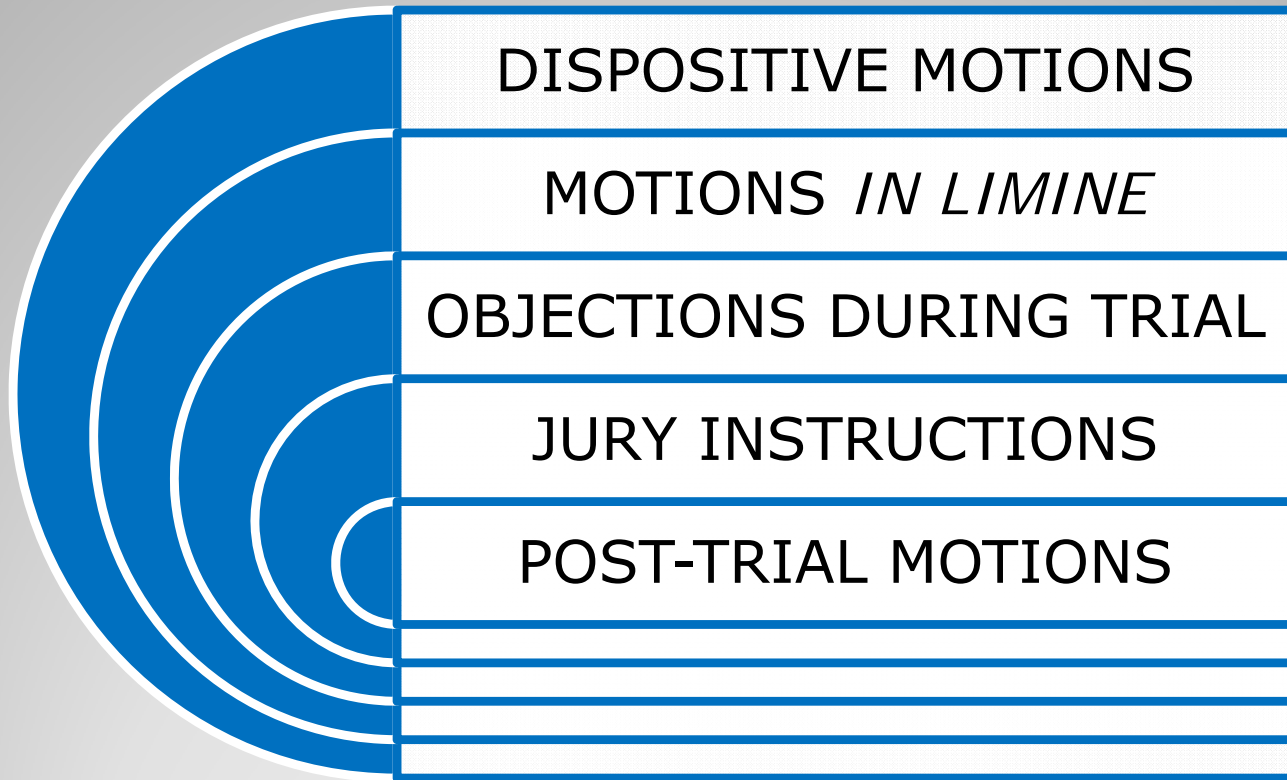 DISPOSITIVE MOTIONS
MOTIONS IN LIMINE
OBJECTIONS DURING TRIAL
JURY INSTRUCTIONS
POST-TRIAL MOTIONS